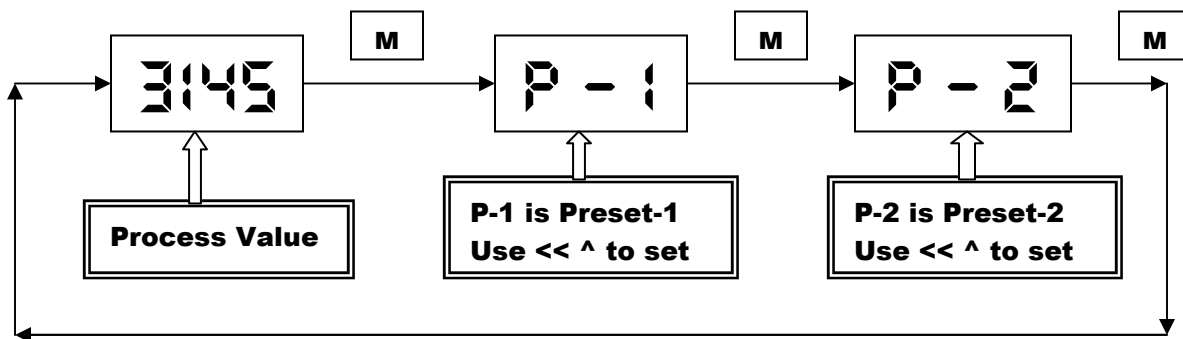 M
M
M
3145
P - 1
P - 2
Process Value
P-1 is Preset-1
Use << ^ to set
P-2 is Preset-2
Use << ^ to set